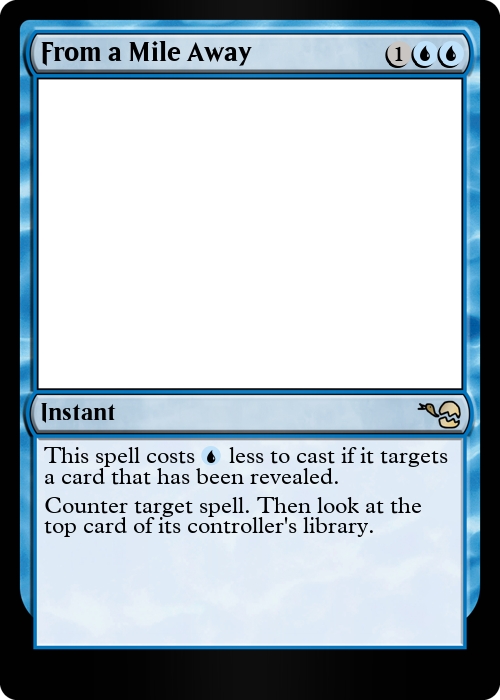 From a Mile Away 1
Instant
This spell costs less to cast if it targets
a card that has been revealed.
Counter target spell. Then look at the
top card of its controller's library.